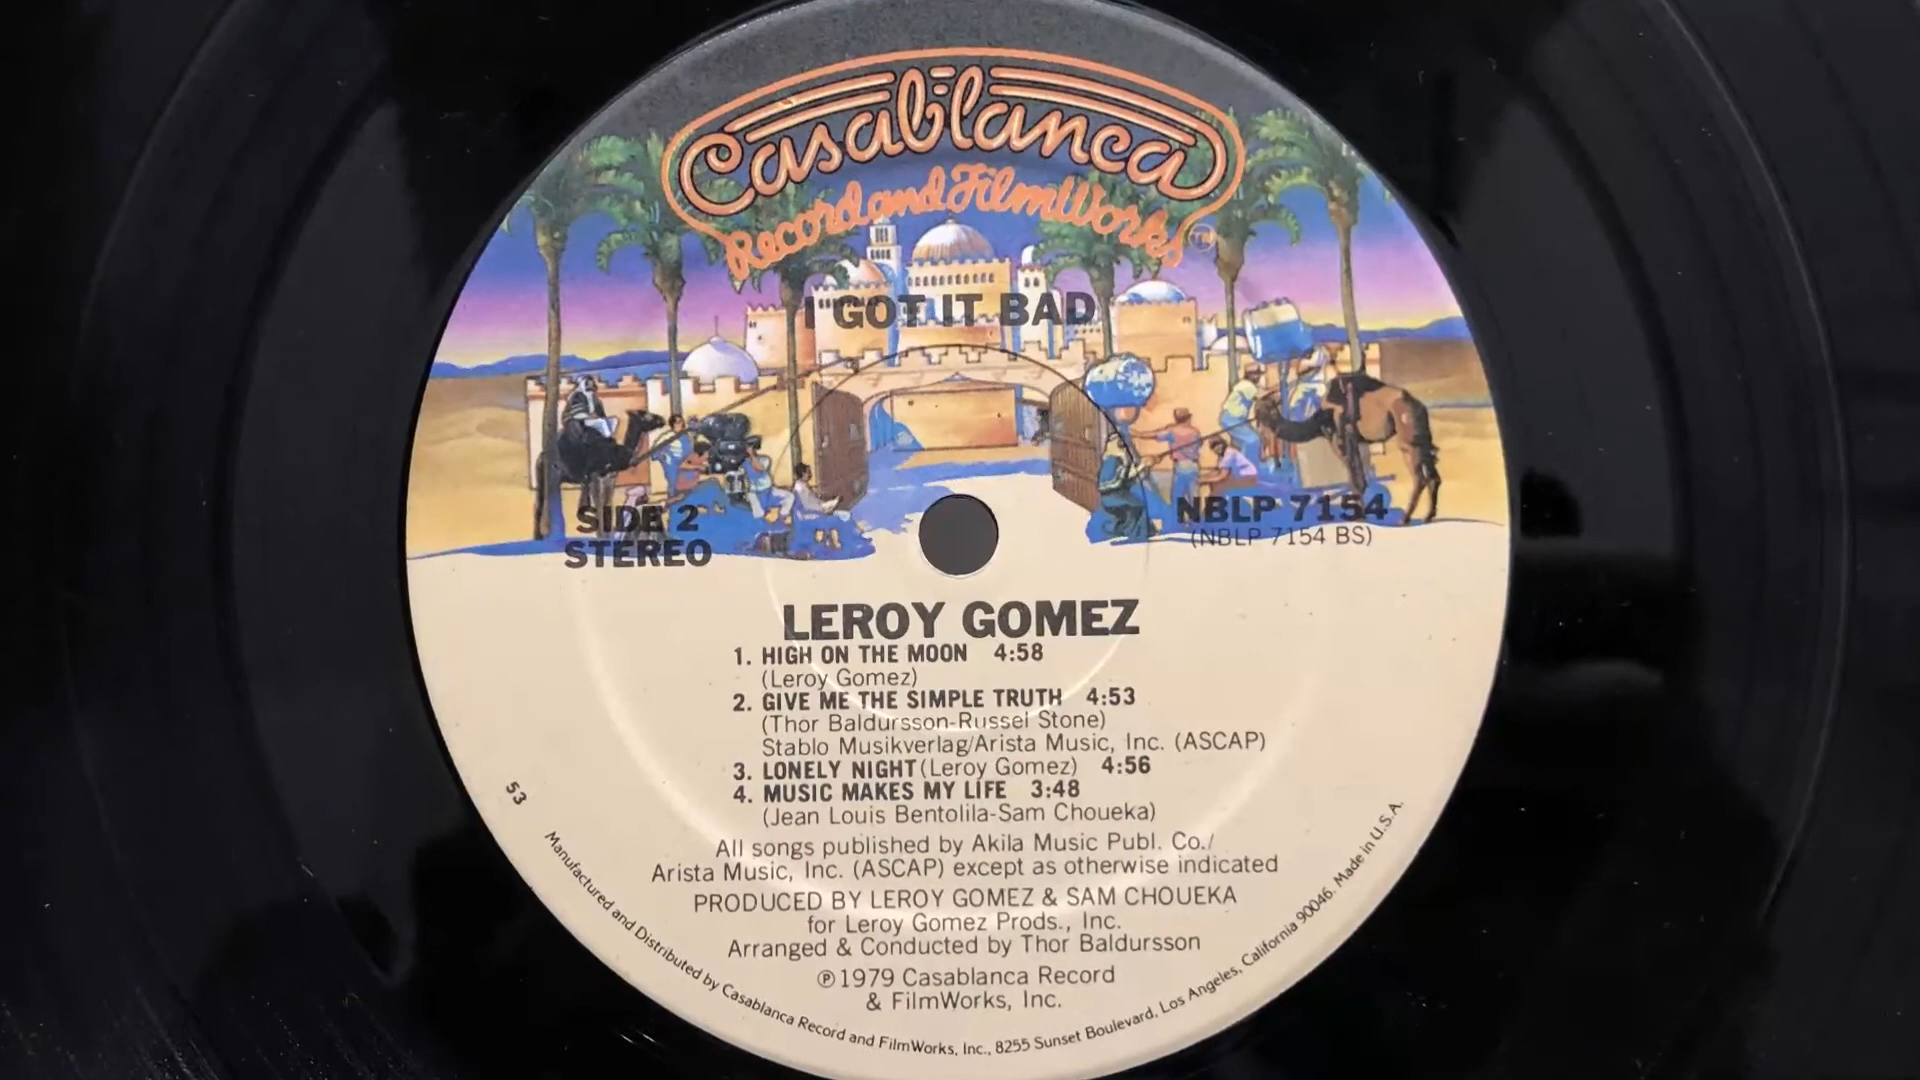 Casablanca
Record and FilmWorks TM
I GOT IT BAD
SIDE 2
STEREO
NBLP 7154
(NBLP 7154 BS)
LEROY GOMEZ
1. HIGH ON THE MOON 4:58
(Leroy Gomez)
2. GIVE ME THE SIMPLE TRUTH 4:53
(Thor Baldursson-Russel Stone)
Stablo Musikverlag/Arista Music, Inc. (ASCAP)
3. LONELY NIGHT (Leroy Gomez) 4:56
4. MUSIC MAKES MY LIFE 3:48
(Jean Louis Bentolila-Sam Choueka)
All songs published by Akila Music Publ. Co./
Arista Music, Inc. (ASCAP) except as otherwise indicated
PRODUCED BY LEROY GOMEZ & SAM CHOUEKA
for Leroy Gomez Prods., Inc.
Arranged & Conducted by Thor Baldursson
℗1979 Casablanca Record
& FilmWorks, Inc.
53
Manufactured and Distributed by Casablanca Record and FilmWorks, Inc., 8255 Sunset Boulevard, Los Angeles, California 90046. Made in U.S.A.